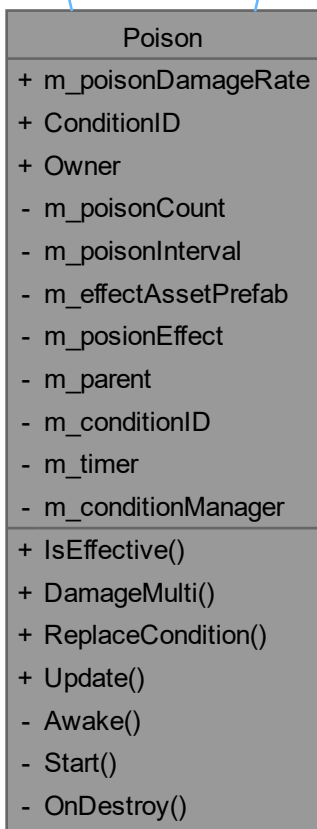 Poison
+ m_poisonDamageRate
+ ConditionID
+ Owner
- m_poisonCount
- m_poisonInterval
- m_effectAssetPrefab
- m_posionEffect
- m_parent
- m_conditionID
- m_timer
- m_conditionManager
+ IsEffective()
+ DamageMulti()
+ ReplaceCondition()
+ Update()
- Awake()
- Start()
- OnDestroy()